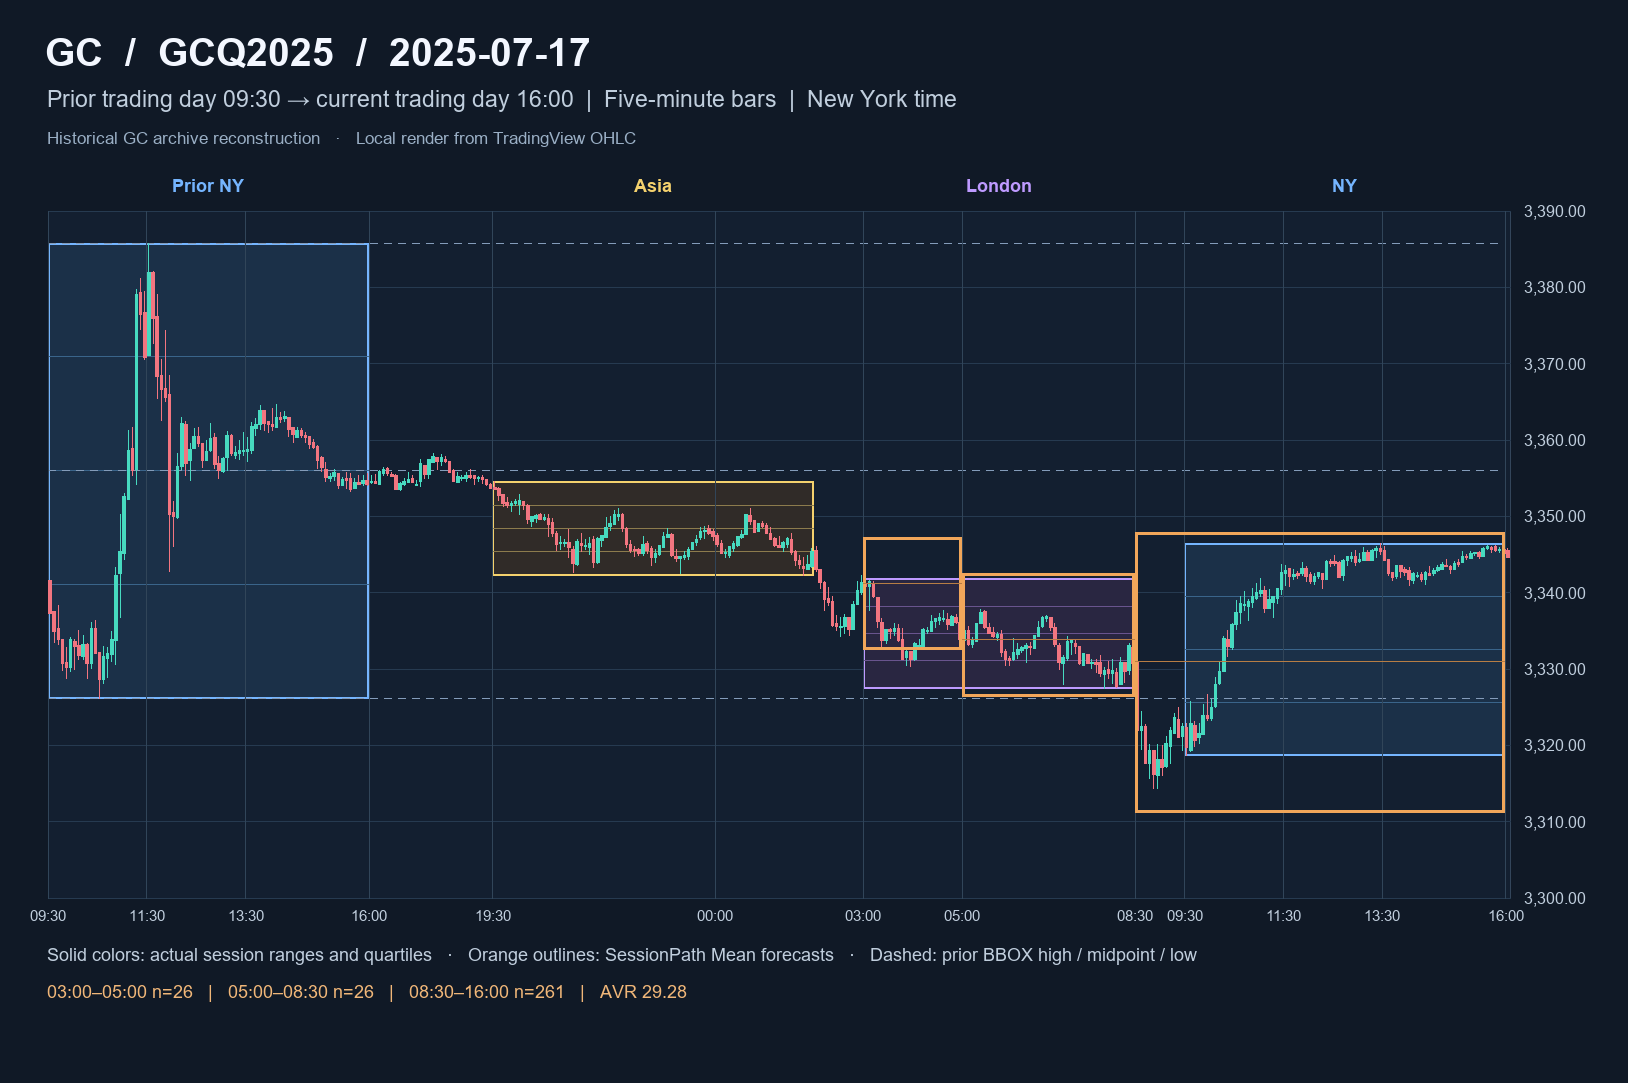 GC / GCQ2025 / 2025-07-17
Prior trading day 09:30 → current trading day 16:00 | Five-minute bars | New York time
Historical GC archive reconstruction · Local render from TradingView OHLC
Prior NY Asia London NY
3,390.00
3,380.00
3,370.00
3,360.00
3,350.00
3,340.00
3,330.00
3,320.00
3,310.00
3,300.00
09:30 11:30 13:30 16:00 19:30 00:00 03:00 05:00 08:30 09:30 11:30 13:30 16:00
Solid colors: actual session ranges and quartiles · Orange outlines: SessionPath Mean forecasts · Dashed: prior BBOX high / midpoint / low
03:00–05:00 n=26 | 05:00–08:30 n=26 | 08:30–16:00 n=261 | AVR 29.28